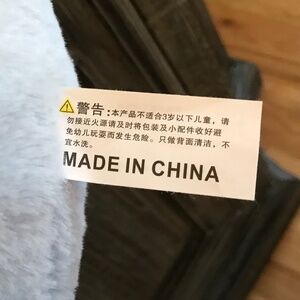 警告:本产品不适合3岁以下儿童，请
勿接近火源请及时将包装及小配件收好避
免幼儿玩耍而发生危险。只做背面清洁，不
宜水洗。
MADE IN CHINA